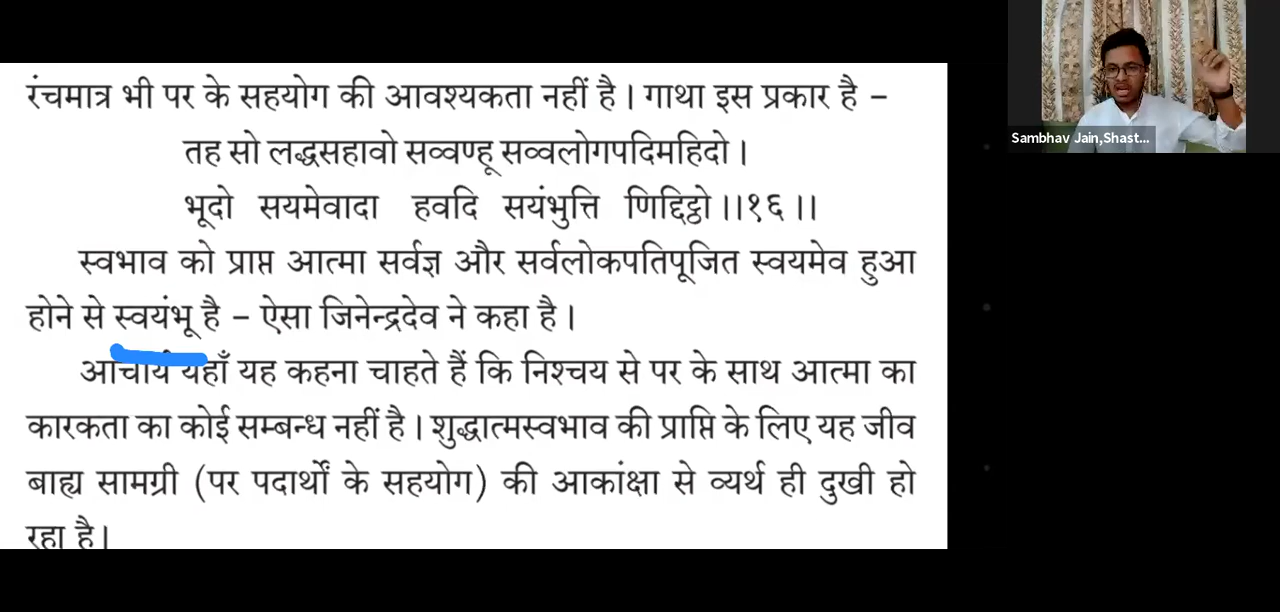 रंचमात्र भी पर के सहयोग की आवश्यकता नहीं है। गाथा इस प्रकार है –
तह सो लद्धसहावो सव्वण्हू सव्वलोगपदिमहिदो।
भूदो सयमेवादा हवदि सयंभुत्ति णिद्दिट्ठो।।१६।।
स्वभाव को प्राप्त आत्मा सर्वज्ञ और सर्वलोकपतिपूजित स्वयमेव हुआ
होने से स्वयंभू है – ऐसा जिनेन्द्रदेव ने कहा है।
आचार्य यहाँ यह कहना चाहते हैं कि निश्चय से पर के साथ आत्मा का
कारकता का कोई सम्बन्ध नहीं है। शुद्धात्मस्वभाव की प्राप्ति के लिए यह जीव
बाह्य सामग्री (पर पदार्थों के सहयोग) की आकांक्षा से व्यर्थ ही दुखी हो
रहा है।
Sambhav Jain,Shast...